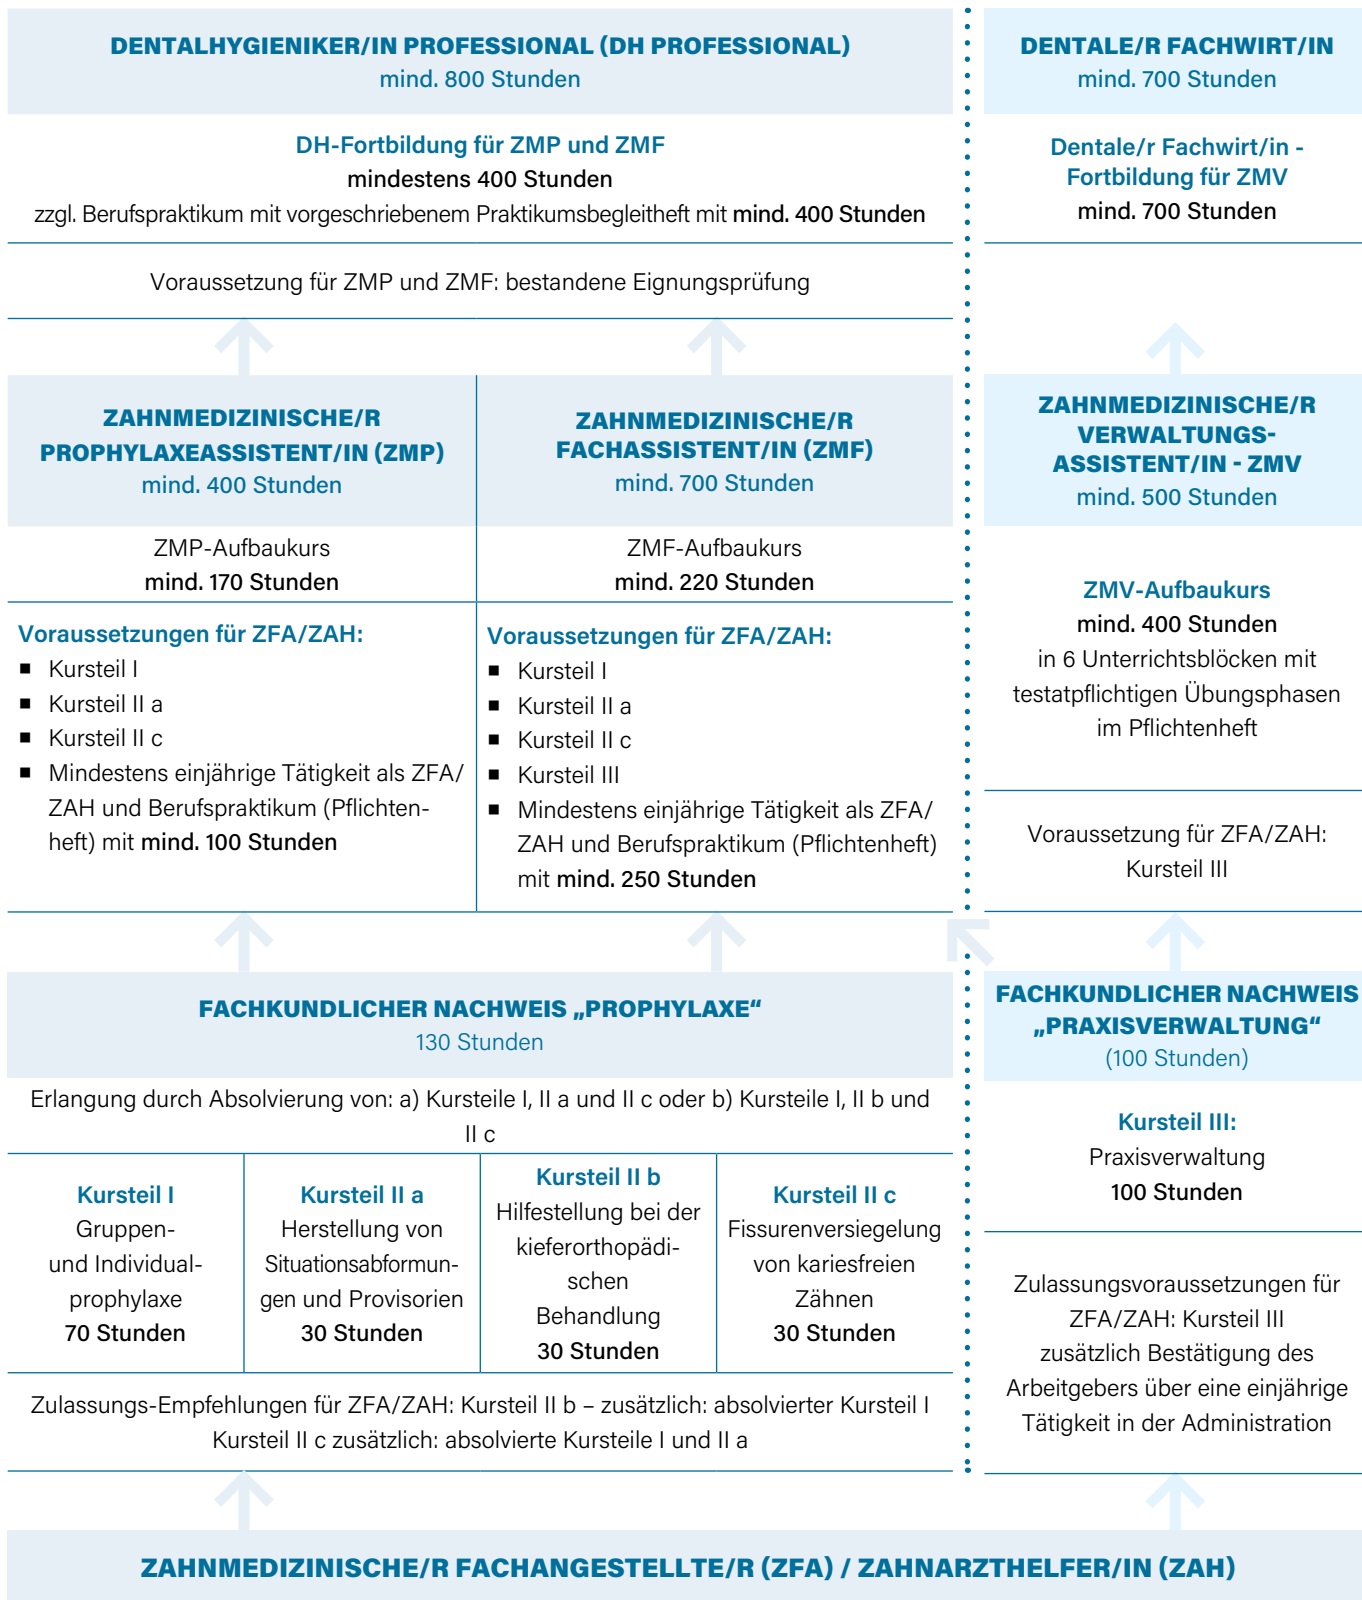 DENTALHYGIENIKER/IN PROFESSIONAL (DH PROFESSIONAL)
mind. 800 Stunden
DH-Fortbildung für ZMP und ZMF
mindestens 400 Stunden
zzgl. Berufspraktikum mit vorgeschriebenem Praktikumsbegleitheft mit mind. 400 Stunden
Voraussetzung für ZMP und ZMF: bestandene Eignungsprüfung
DENTALE/R FACHWIRT/IN
mind. 700 Stunden
Dentale/r Fachwirt/in -
Fortbildung für ZMV
mind. 700 Stunden
ZAHNMEDIZINISCHE/R
PROPHYLAXEASSISTENT/IN (ZMP)
mind. 400 Stunden
ZMP-Aufbaukurs
mind. 170 Stunden
Voraussetzungen für ZFA/ZAH:
■ Kursteil I
■ Kursteil II a
■ Kursteil II c
■ Mindestens einjährige Tätigkeit als ZFA/
ZAH und Berufspraktikum (Pflichten-
heft) mit mind. 100 Stunden
ZAHNMEDIZINISCHE/R
FACHASSISTENT/IN (ZMF)
mind. 700 Stunden
ZMF-Aufbaukurs
mind. 220 Stunden
Voraussetzungen für ZFA/ZAH:
■ Kursteil I
■ Kursteil II a
■ Kursteil II c
■ Kursteil III
■ Mindestens einjährige Tätigkeit als ZFA/
ZAH und Berufspraktikum (Pflichtenheft)
mit mind. 250 Stunden
ZAHNMEDIZINISCHE/R
VERWALTUNGS-
ASSISTENT/IN - ZMV
mind. 500 Stunden
ZMV-Aufbaukurs
mind. 400 Stunden
in 6 Unterrichtsblöcken mit
testatpflichtigen Übungsphasen
im Pflichtenheft
Voraussetzung für ZFA/ZAH:
Kursteil III
FACHKUNDLICHER NACHWEIS „PROPHYLAXE“
130 Stunden
Erlangung durch Absolvierung von: a) Kursteile I, II a und II c oder b) Kursteile I, II b und
II c
Kursteil I
Gruppen-
und Individual-
prophylaxe
70 Stunden
Kursteil II a
Herstellung von
Situationsabformun-
gen und Provisorien
30 Stunden
Kursteil II b
Hilfestellung bei der
kieferorthopädi-
schen
Behandlung
30 Stunden
Kursteil II c
Fissurenversiegelung
von kariesfreien
Zähnen
30 Stunden
Zulassungs-Empfehlungen für ZFA/ZAH: Kursteil II b – zusätzlich: absolvierter Kursteil I
Kursteil II c zusätzlich: absolvierte Kursteile I und II a
FACHKUNDLICHER NACHWEIS
„PRAXISVERWALTUNG“
(100 Stunden)
Kursteil III:
Praxisverwaltung
100 Stunden
Zulassungsvoraussetzungen für
ZFA/ZAH: Kursteil III
zusätzlich Bestätigung des
Arbeitgebers über eine einjährige
Tätigkeit in der Administration
ZAHNMEDIZINISCHE/R FACHANGESTELLTE/R (ZFA) / ZAHNARZTHELFER/IN (ZAH)